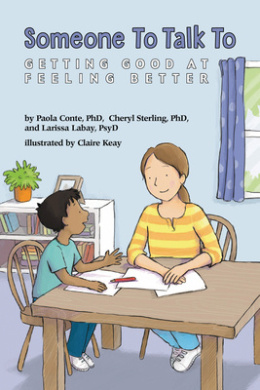 Someone To Talk To
GETTING GOOD AT
FEELING BETTER
by Paola Conte, PhD, Cheryl Sterling, PhD,
and Larissa Labay, PsyD
illustrated by Claire Keay